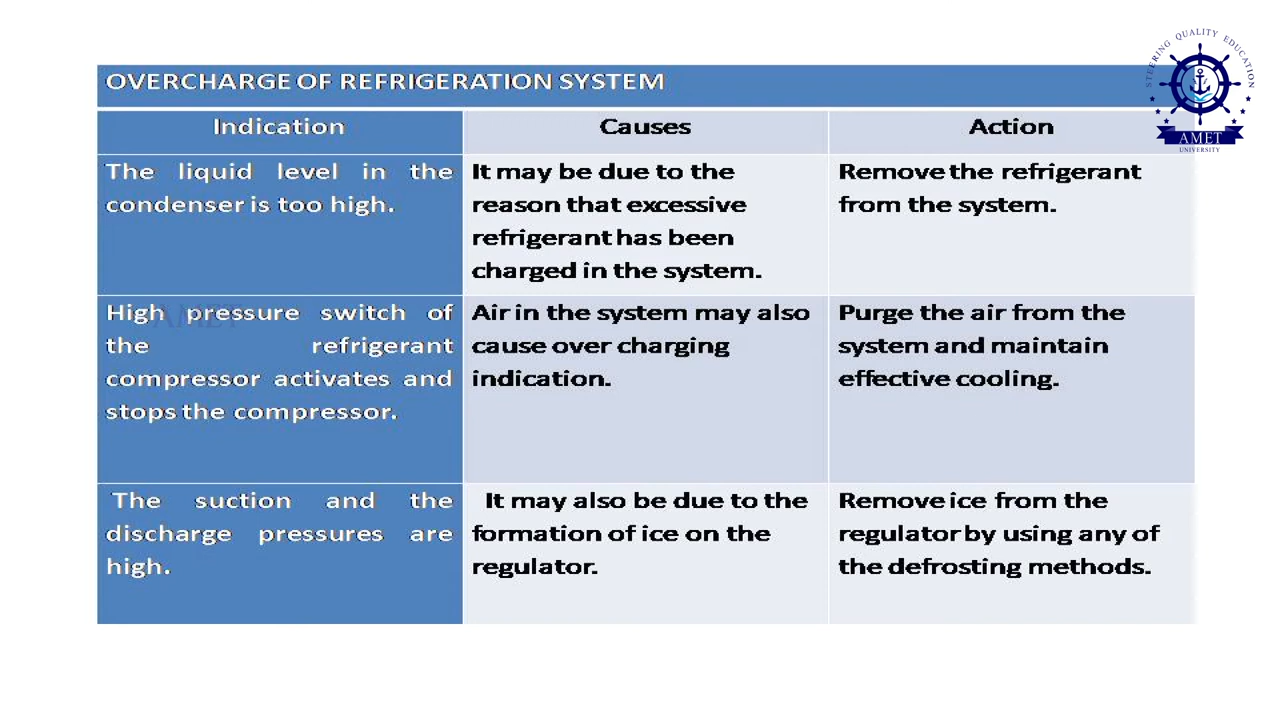 STEERING QUALITY EDUCATION
AMET
UNIVERSITY
OVERCHARGE OF REFRIGERATION SYSTEM
Indication
Causes
Action
The liquid level in the
condenser is too high.
It may be due to the
reason that excessive
refrigerant has been
charged in the system.
Remove the refrigerant
from the system.
High pressure switch of
the refrigerant
compressor activates and
stops the compressor.
AMET
Air in the system may also
cause over charging
indication.
Purge the air from the
system and maintain
effective cooling.
The suction and the
discharge pressures are
high.
It may also be due to the
formation of ice on the
regulator.
Remove ice from the
regulator by using any of
the defrosting methods.